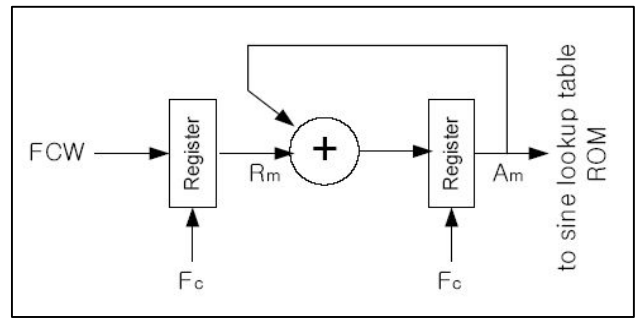 FCW
Register
Rm
+
Register
Am
Fc
Fc
to sine lookup table
ROM